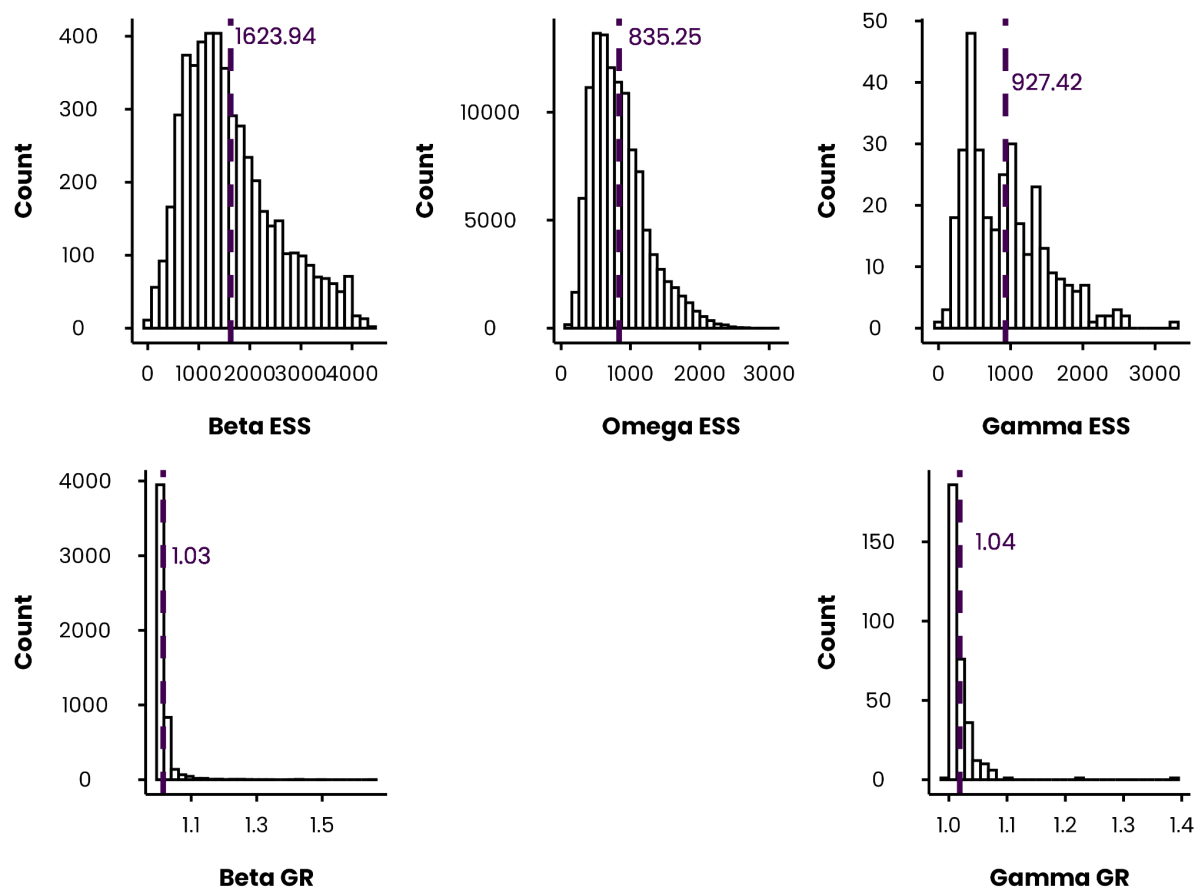 1623.94
400
300
200
100
0
Count
0 1000 2000 3000 4000
Beta ESS
835.25
10000
5000
0
Count
0 1000 2000 3000
Omega ESS
927.42
50
40
30
20
10
0
Count
0 1000 2000 3000
Gamma ESS
4000
3000
2000
1000
0
1.03
Count
1.1 1.3 1.5
Beta GR
150
100
50
0
1.04
Count
1.0 1.1 1.2 1.3 1.4
Gamma GR